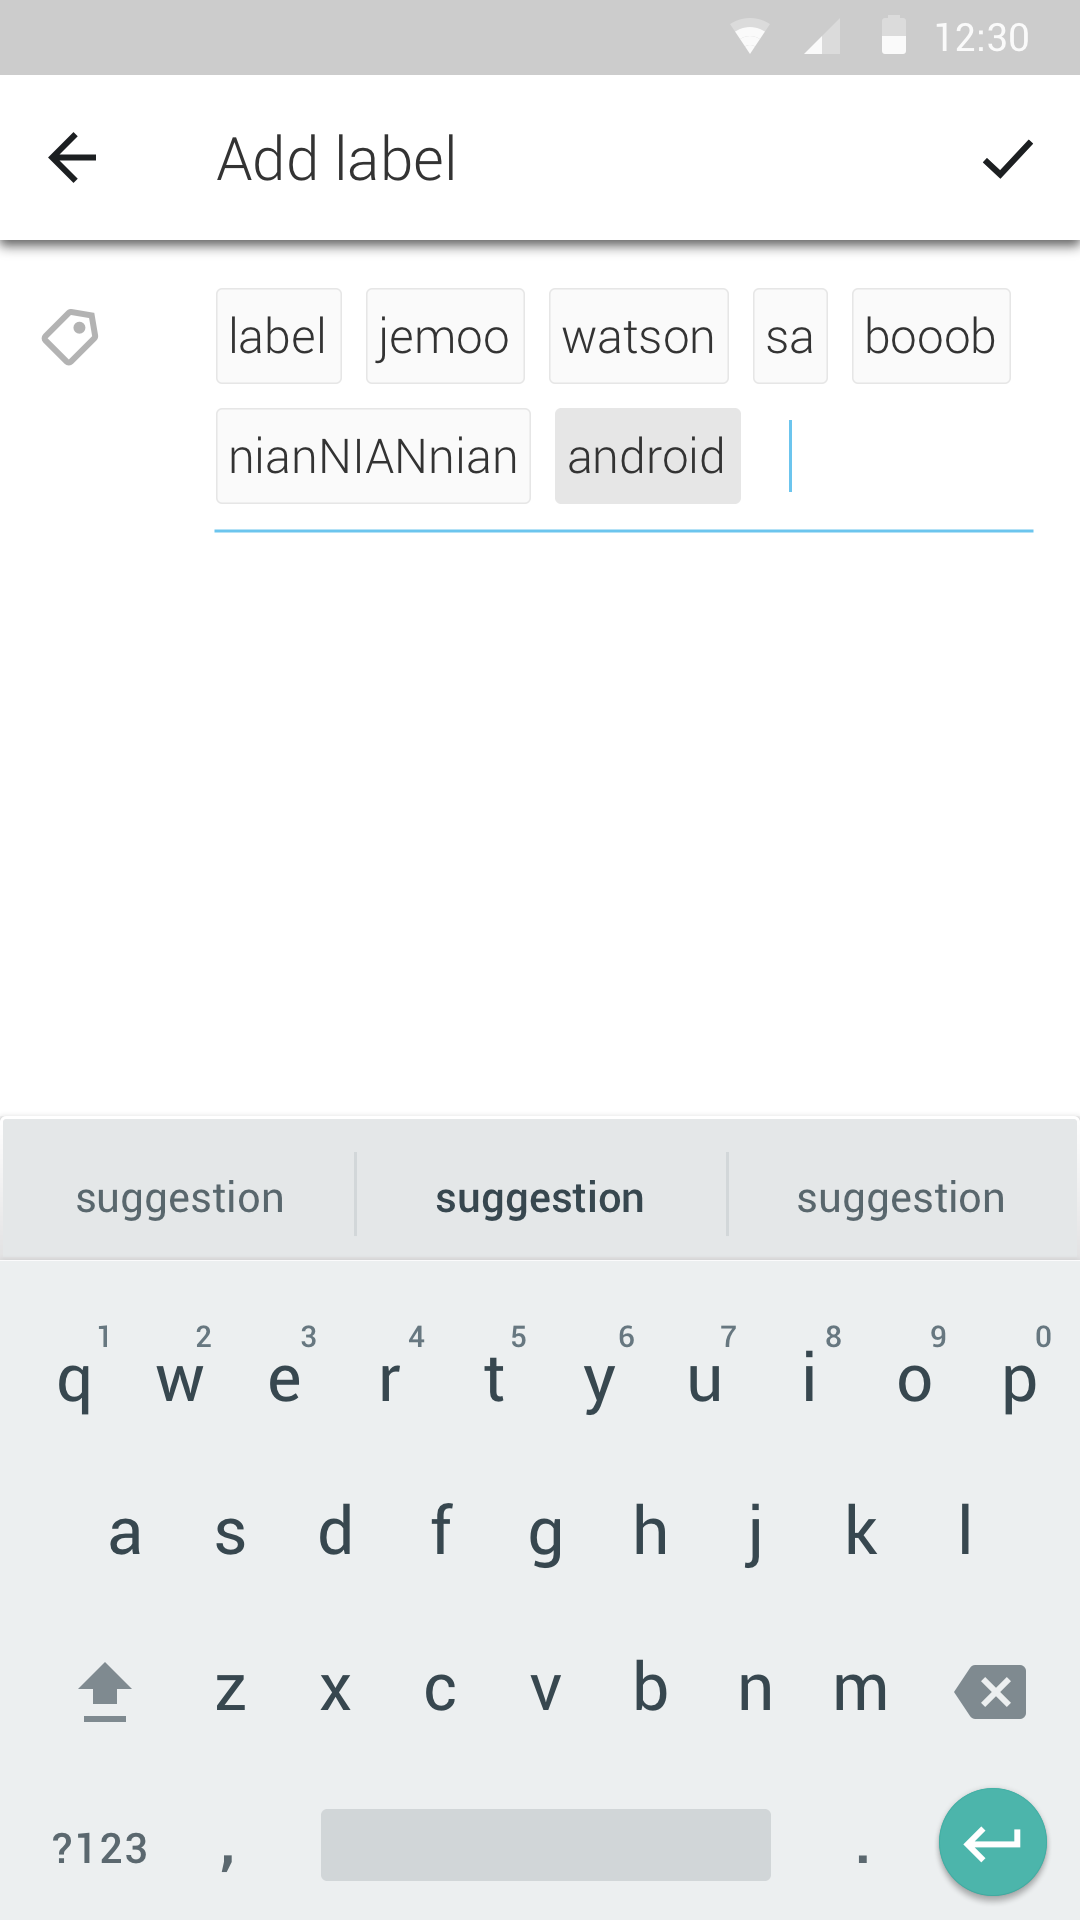 12:30
Add label
label jemoo watson sa booob
nianNIANnian android
suggestion suggestion suggestion
1 2 3 4 5 6 7 8 9 0
q w e r t y u i o p
a s d f g h j k l
z x c v b n m
?123 , .